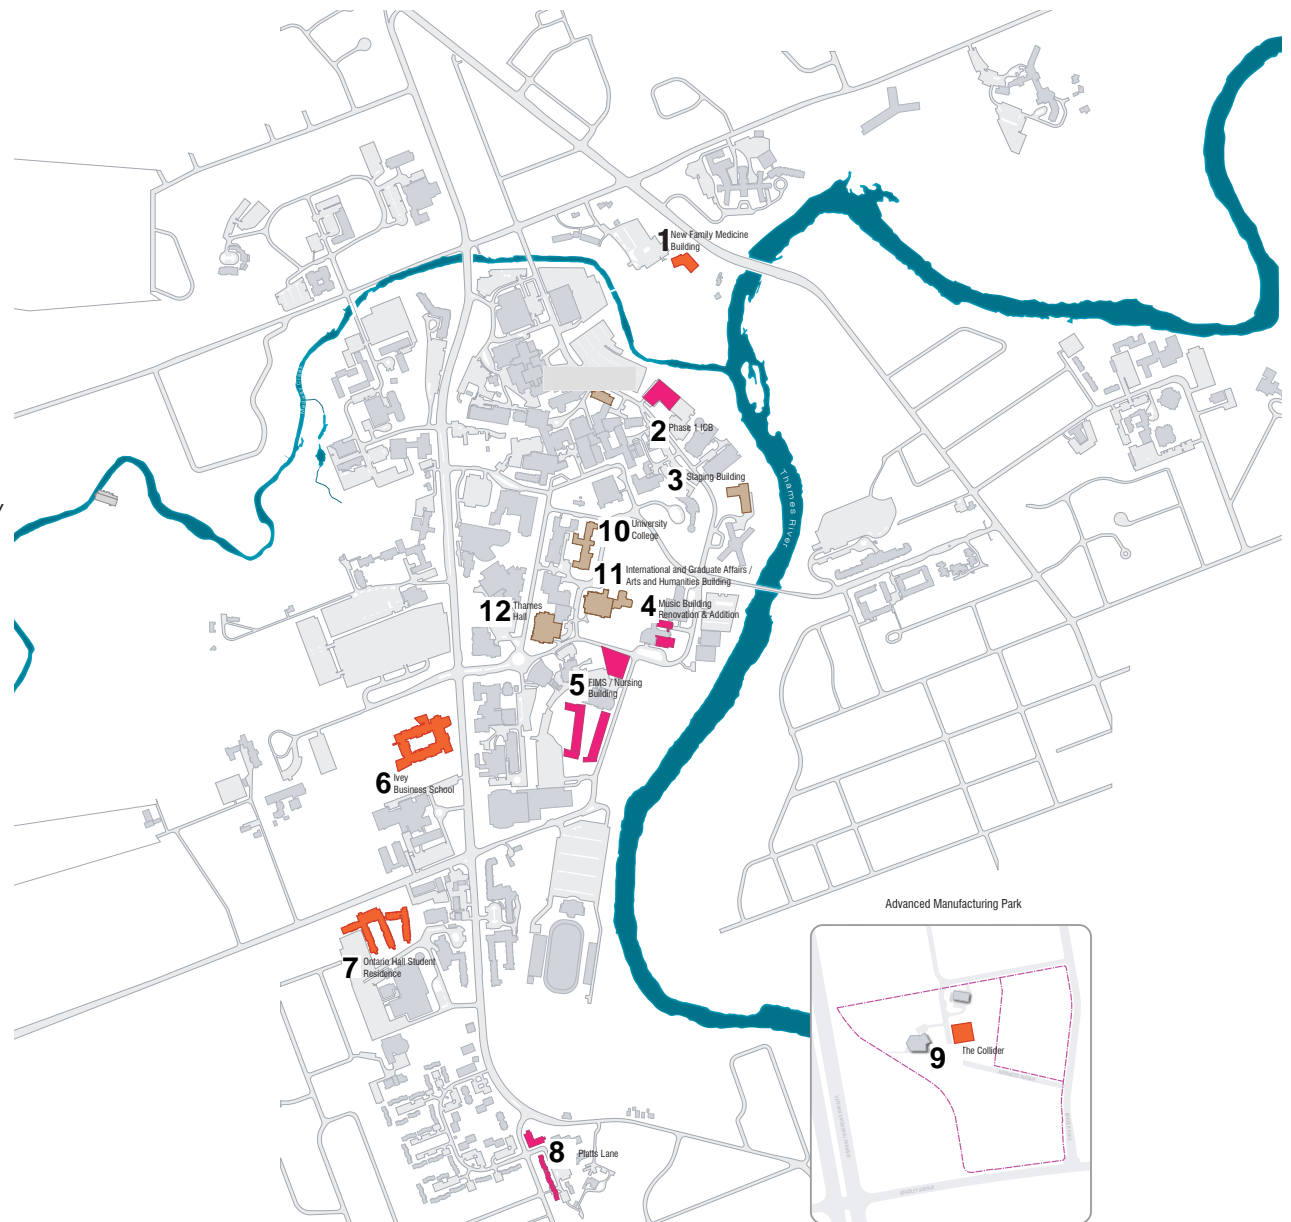 1 New Family Medicine
Building
2 Phase 1 ICB
3 Staging Building
Thames River
10 University
College
11 International and Graduate Affairs /
Arts and Humanities Building
12 Thames
Hall
4 Music Building
Renovation & Addition
5 FIMS / Nursing
Building
6 Ivey
Business School
7 Ontario Hall Student
Residence
8 Platts Lane
Advanced Manufacturing Park
9 The Collider